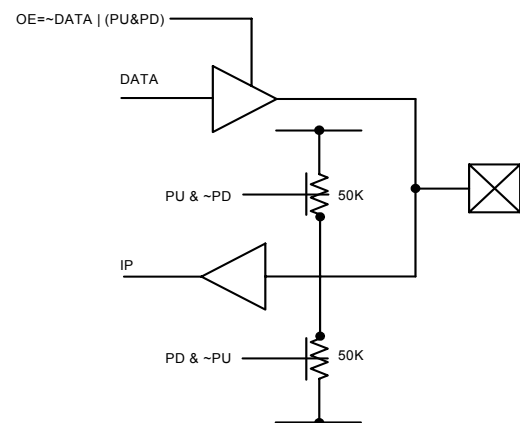 OE=~DATA | (PU&PD)
DATA
PU & ~PD
50K
IP
PD & ~PU
50K